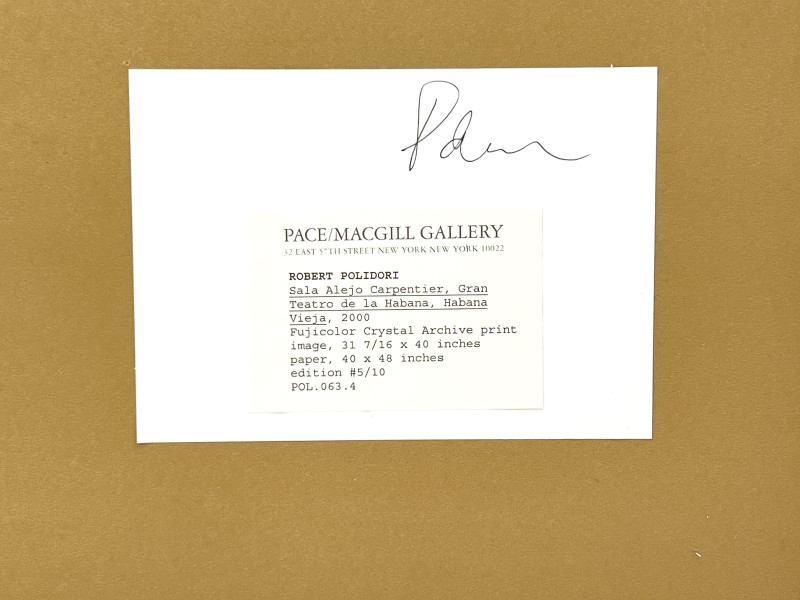 PACE/MACGILL GALLERY
32 EAST 57TH STREET NEW YORK NEW YORK 10022
ROBERT POLIDORI
Sala Alejo Carpentier, Gran
Teatro de la Habana, Habana
Vieja, 2000
Fujicolor Crystal Archive print
image, 31 7/16 x 40 inches
paper, 40 x 48 inches
edition #5/10
POL.063.4